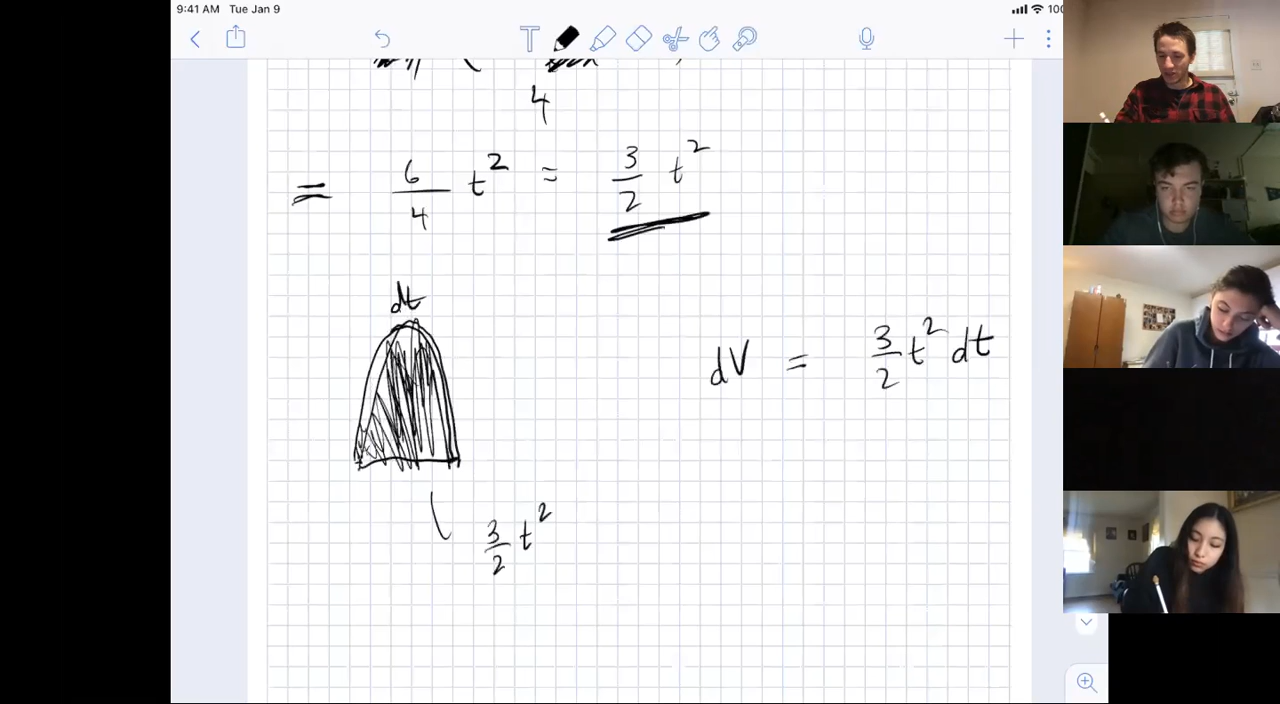 9:41 AM Tue Jan 9
100
T
4
= 6/4 t² = 3/2 t²
dt
dV = 3/2 t² dt
3/2 t²